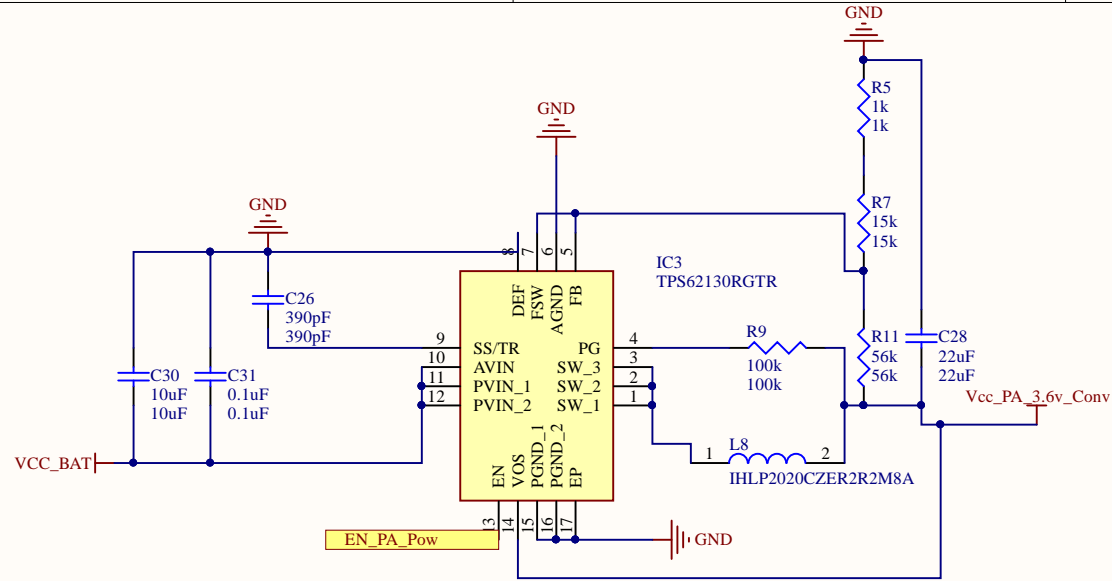 GND
R5
1k
1k
GND
R7
15k
15k
GND
8
7
6
5
IC3
TPS62130RGTR
DEF
FSW
AGND
FB
C26
390pF
390pF
9
SS/TR
10
AVIN
11
PVIN_1
12
PVIN_2
PG
4
SW_3
3
SW_2
2
SW_1
1
R9
100k
100k
R11
56k
56k
C28
22uF
22uF
Vcc_PA_3.6v_Conv
C30
10uF
10uF
C31
0.1uF
0.1uF
VCC_BAT
1
L8
2
IHLP2020CZER2R2M8A
EN
VOS
PGND_1
PGND_2
EP
13
14
15
16
17
EN_PA_Pow
GND